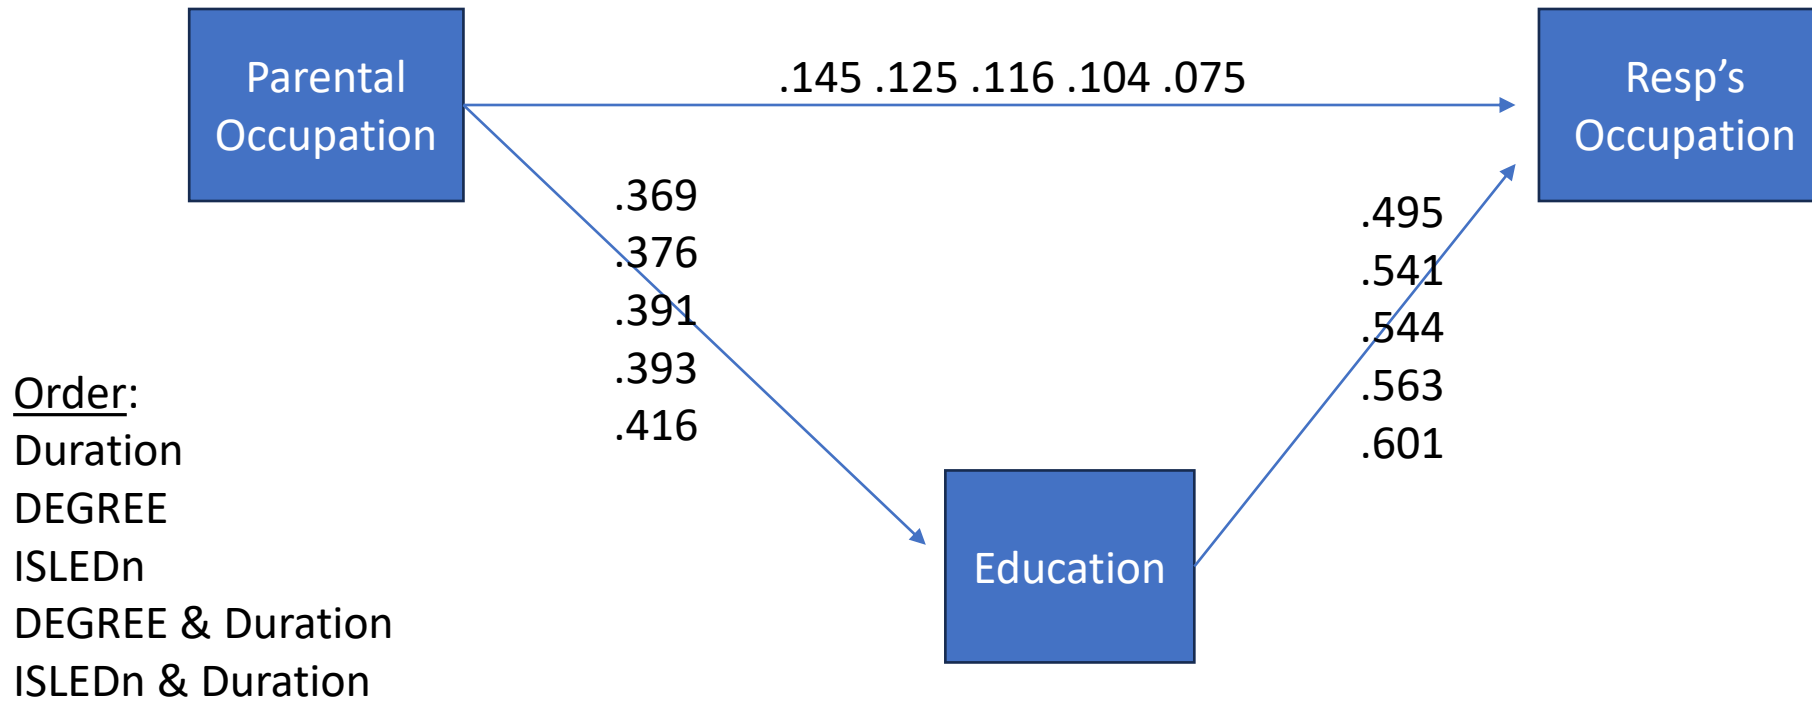 Parental
Occupation
.145 .125 .116 .104 .075
Resp’s
Occupation
.369
.376
.391
.393
.416
.495
.541
.544
.563
.601
Order:
Duration
DEGREE
ISLEDn
DEGREE & Duration
ISLEDn & Duration
Education